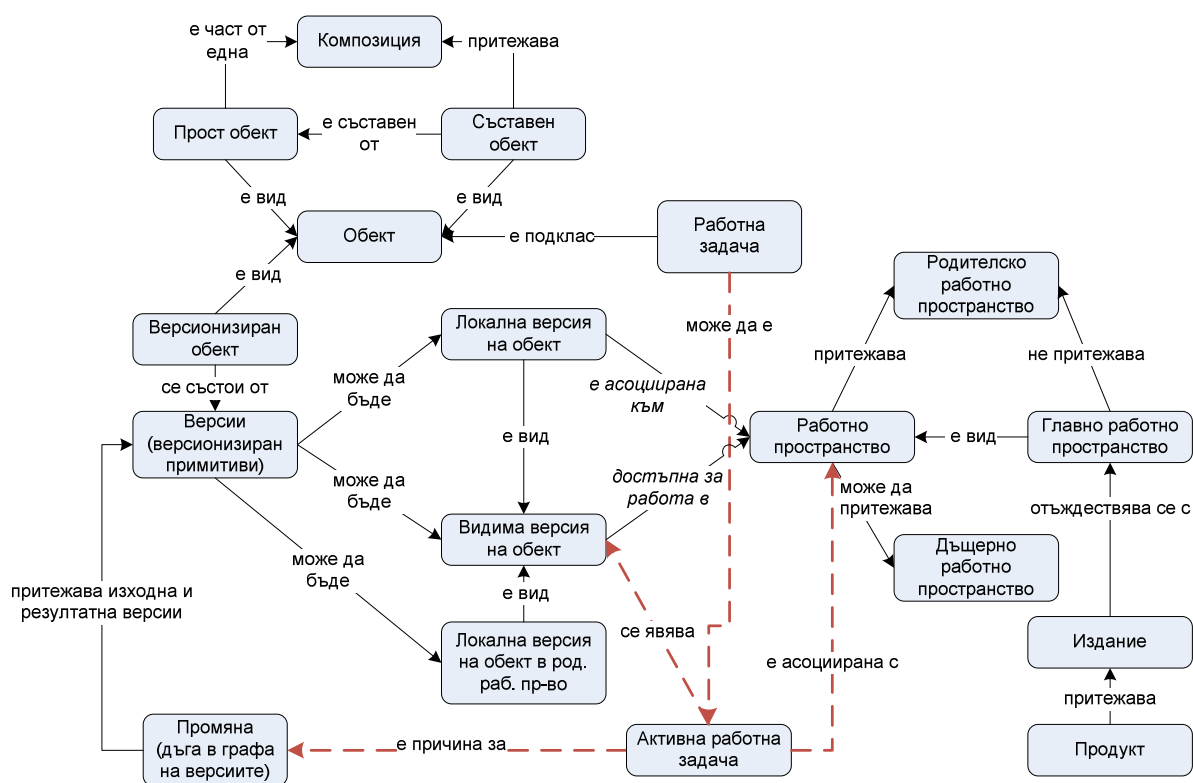 е част от
една
Композиция
притежава
Прост обект
е съставен
от
Съставен
обект
е вид
е вид
Обект
е подклас
Работна
задача
е вид
Родителско
работно
пространство
Версионизиран
обект
Локална версия
на обект
може да е
притежава
не притежава
се състои от
може да
бъде
е асоциирана
към
Версии
(версионизиран
примитиви)
е вид
Работно
пространство
е вид
Главно работно
пространство
може да
бъде
достъпна за
работа в
може да
притежава
отъждествява се с
Видима версия
на обект
Дъщерно
работно
пространство
може да
бъде
притежава изходна и
резултатна версии
е вид
се явява
Локална версия
на обект в род.
раб. пр-во
е асоциирана с
Издание
притежава
Промяна
(дъга в графа
на версиите)
е причина за
Активна работна
задача
Продукт